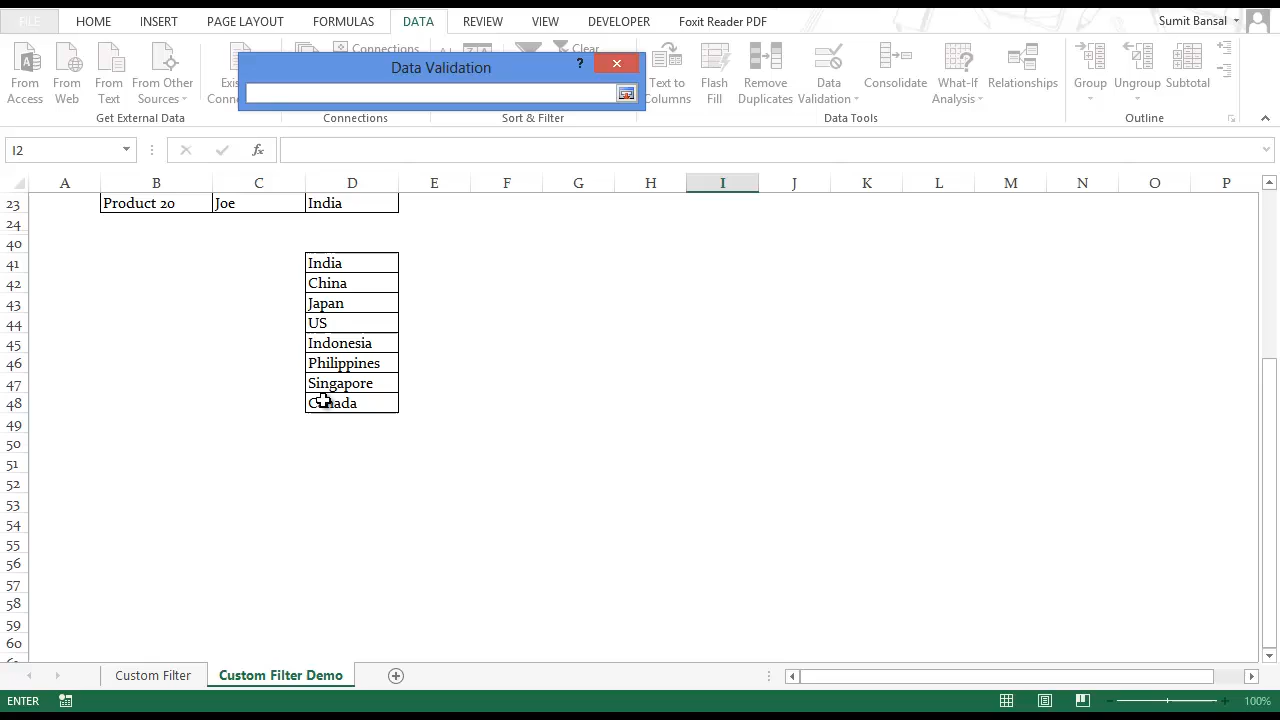 FILE HOME INSERT PAGE LAYOUT FORMULAS DATA REVIEW VIEW DEVELOPER Foxit Reader PDF Sumit Bansal
Data Validation ?
Connections Clear
From Access From Web From Text From Other Sources Text to Columns Flash Fill Remove Duplicates Data Validation Consolidate What-If Analysis Relationships Group Ungroup Subtotal
Get External Data Connections Sort & Filter Data Tools Outline
I2 fx
A B C D E F G H I J K L M N O P
23 Product 20 Joe India
24
40
41 India
42 China
43 Japan
44 US
45 Indonesia
46 Philippines
47 Singapore
48 Canada
49
50
51
52
53
54
55
56
57
58
59
60
Custom Filter Custom Filter Demo
ENTER 100%